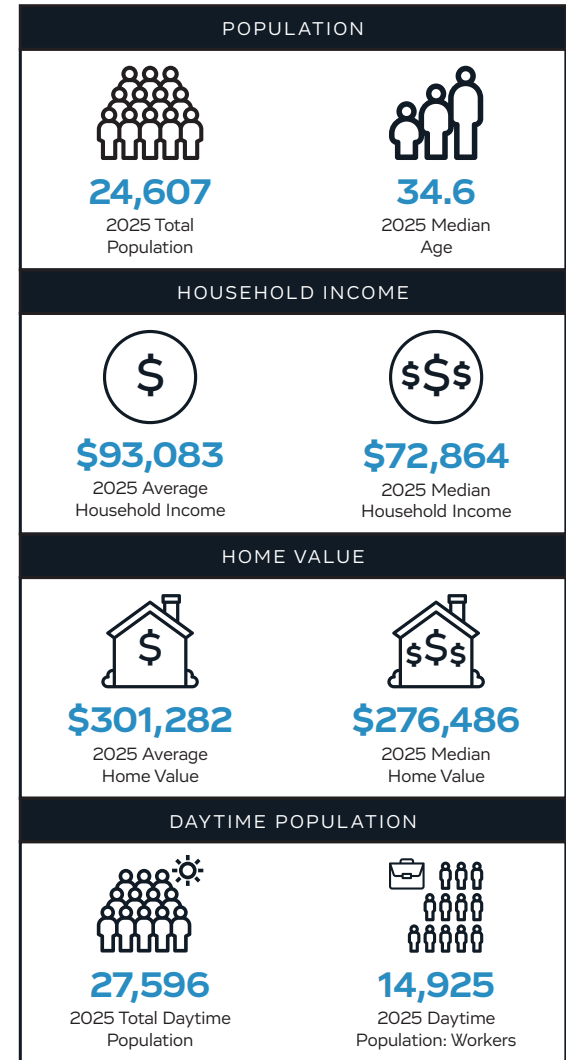 POPULATION
24,607
2025 Total
Population
34.6
2025 Median
Age
HOUSEHOLD INCOME
$
$93,083
2025 Average
Household Income
$$$
$72,864
2025 Median
Household Income
HOME VALUE
$
$301,282
2025 Average
Home Value
$$$
$276,486
2025 Median
Home Value
DAYTIME POPULATION
27,596
2025 Total Daytime
Population
14,925
2025 Daytime
Population: Workers